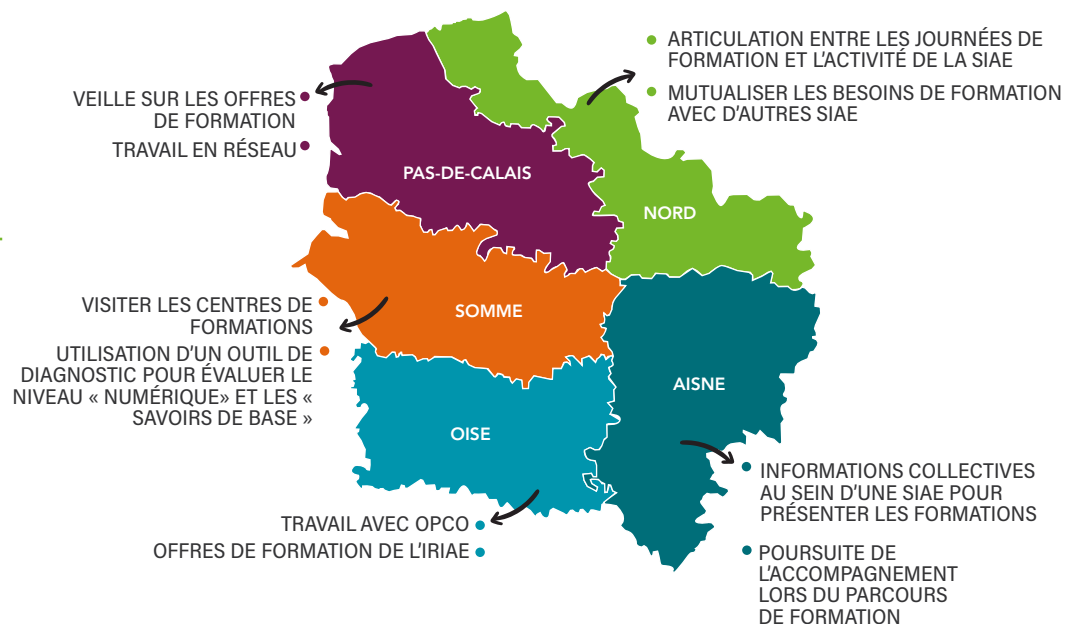 ARTICULATION ENTRE LES JOURNÉES DE
FORMATION ET L'ACTIVITÉ DE LA SIAE
MUTUALISER LES BESOINS DE FORMATION
AVEC D'AUTRES SIAE
VEILLE SUR LES OFFRES
DE FORMATION
TRAVAIL EN RÉSEAU
PAS-DE-CALAIS
NORD
VISITER LES CENTRES DE
FORMATIONS
UTILISATION D'UN OUTIL DE
DIAGNOSTIC POUR ÉVALUER LE
NIVEAU « NUMÉRIQUE» ET LES «
SAVOIRS DE BASE »
SOMME
AISNE
OISE
TRAVAIL AVEC OPCO
OFFRES DE FORMATION DE L'IRIAE
INFORMATIONS COLLECTIVES
AU SEIN D'UNE SIAE POUR
PRÉSENTER LES FORMATIONS
POURSUITE DE
L'ACCOMPAGNEMENT
LORS DU PARCOURS
DE FORMATION